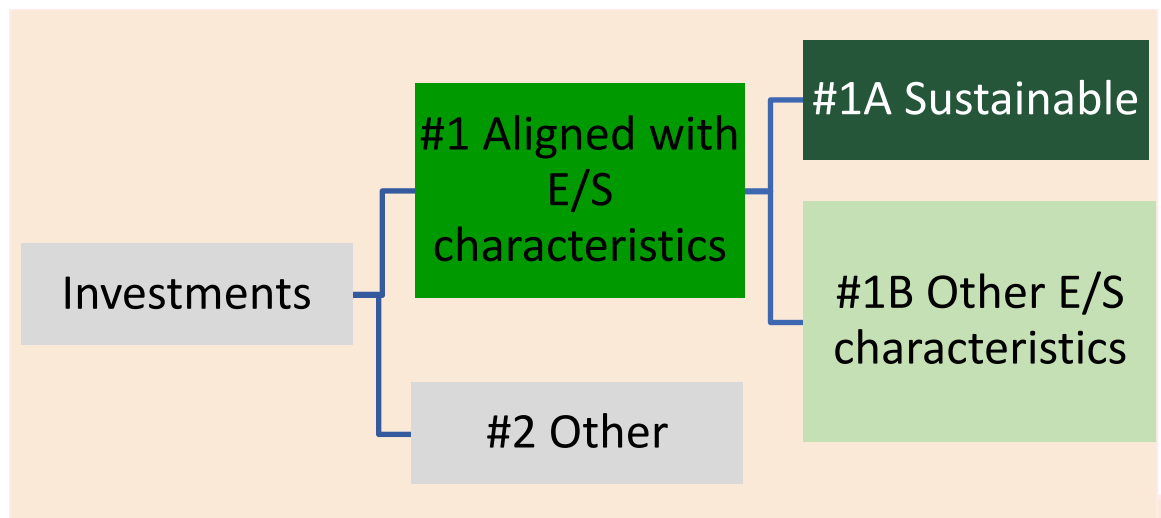 Investments
#1 Aligned with
E/S
characteristics
#2 Other
#1A Sustainable
#1B Other E/S
characteristics